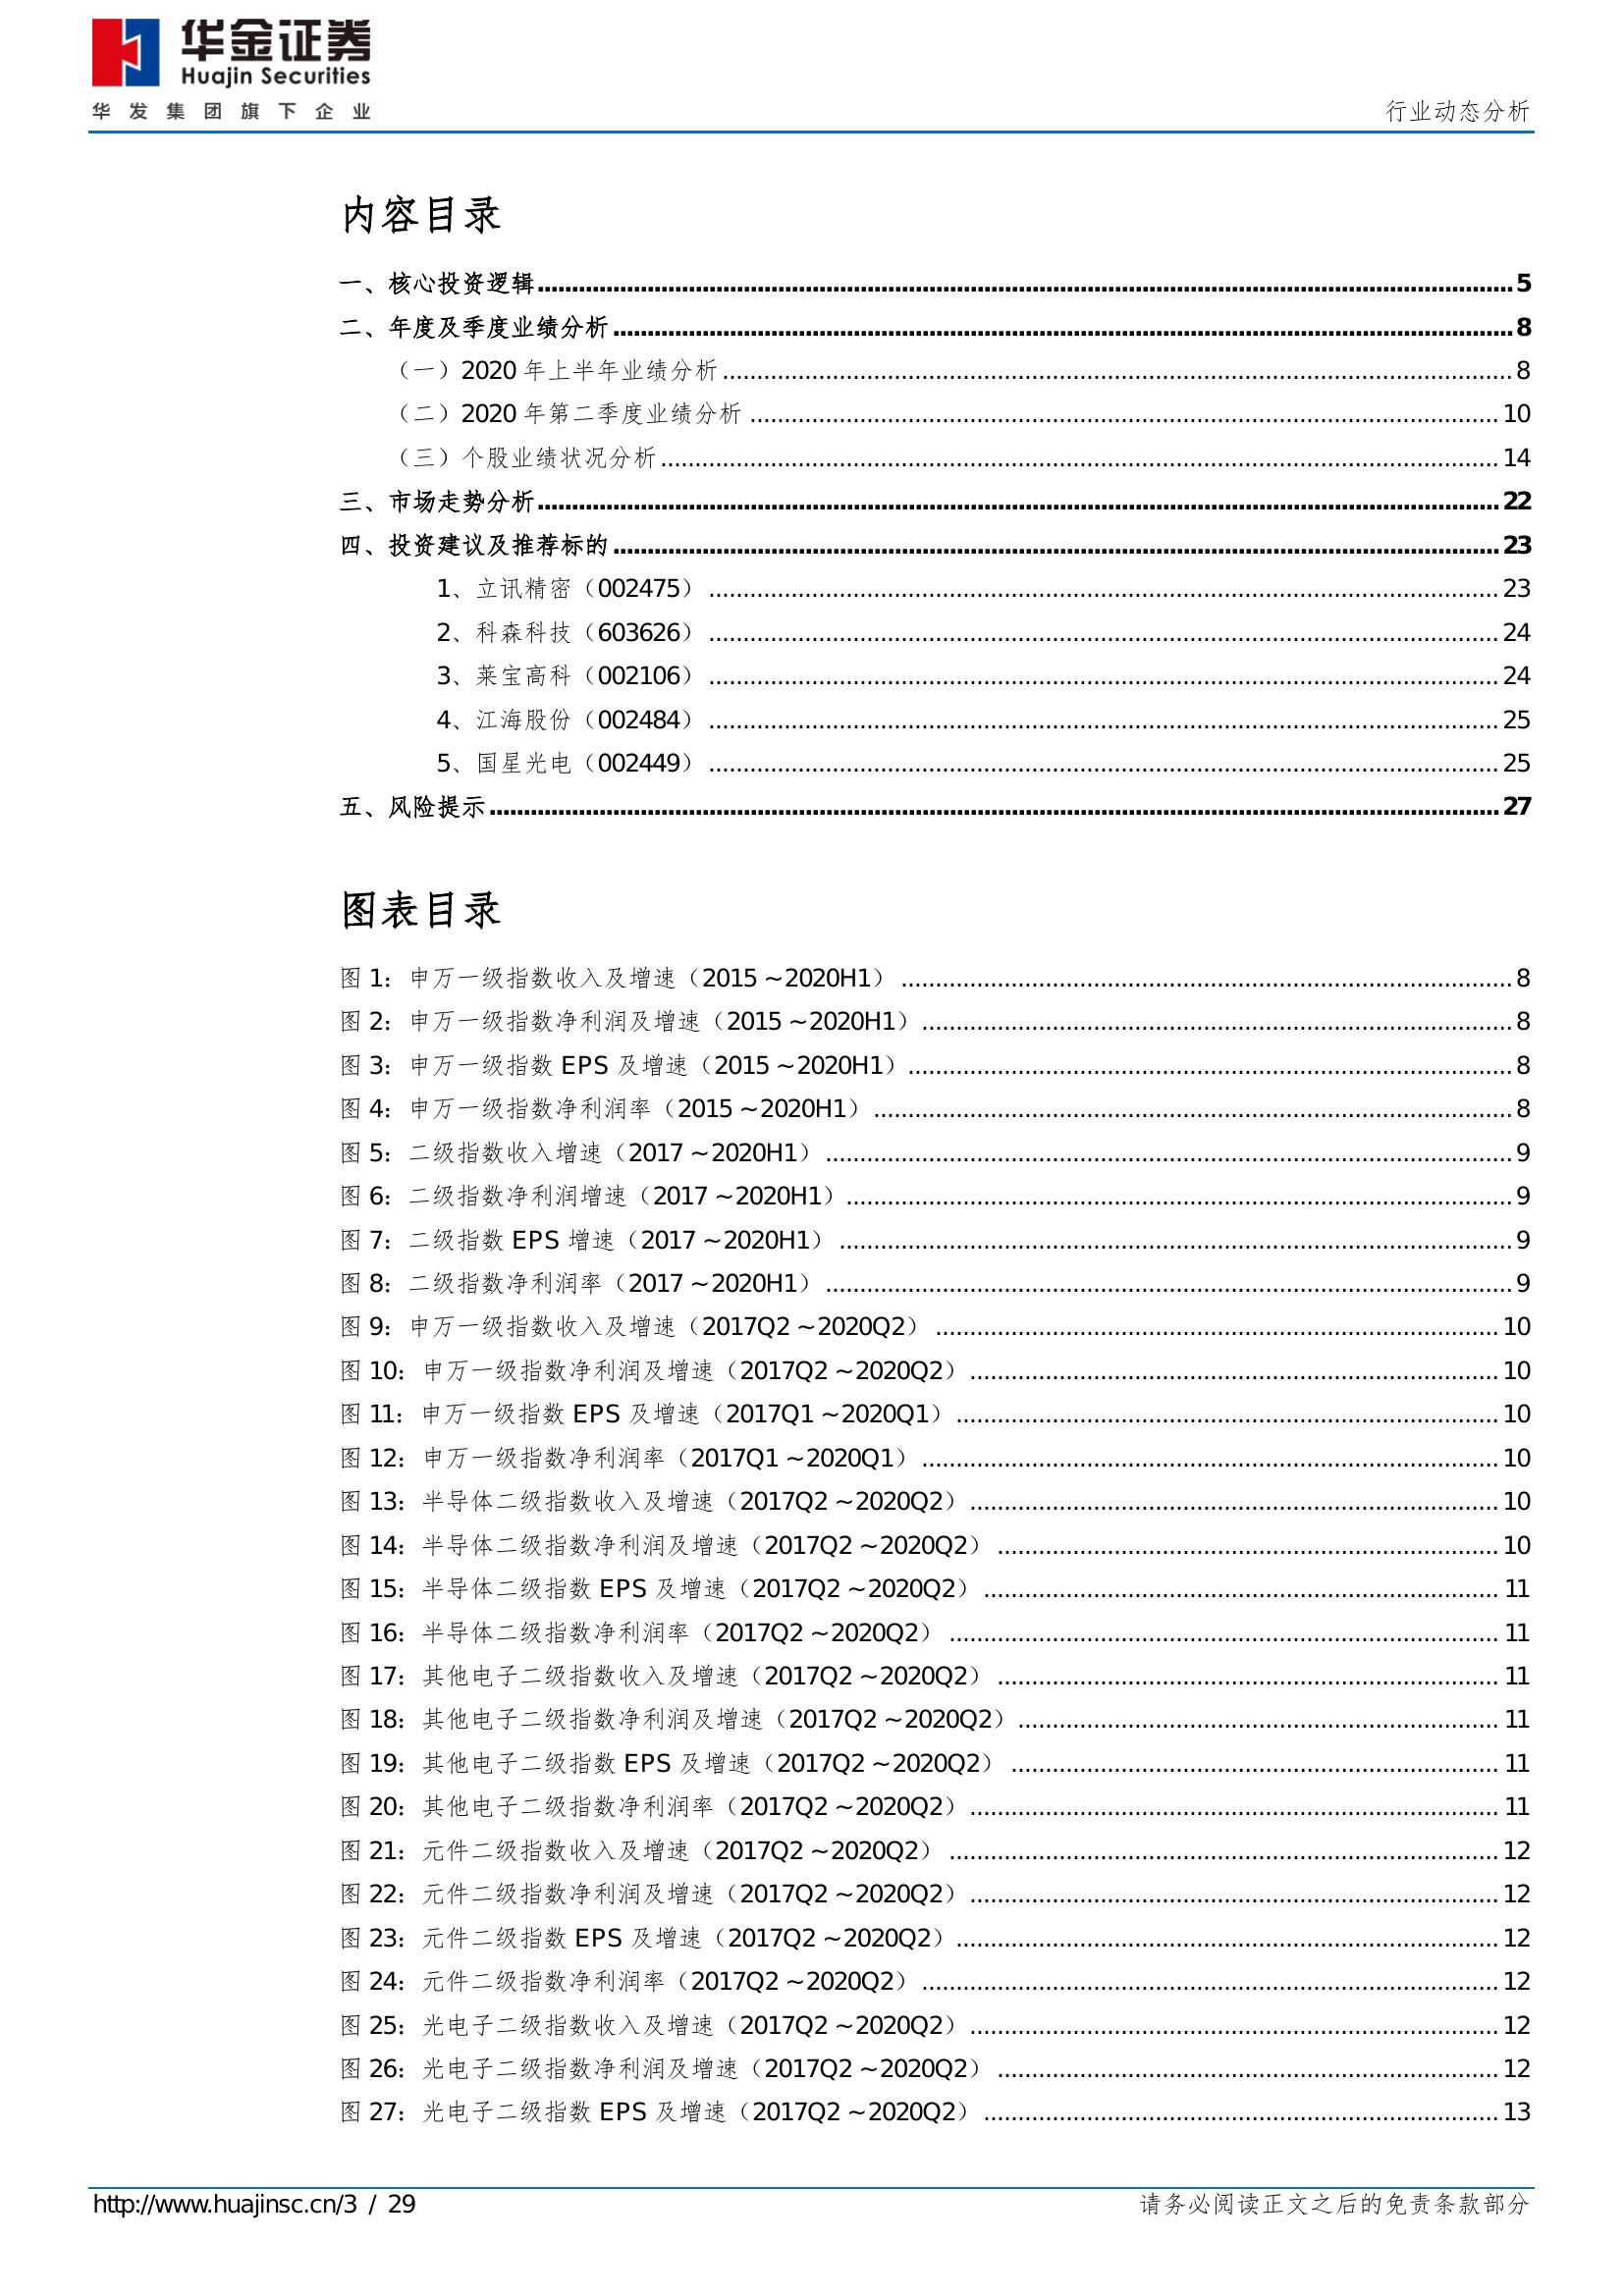 华金证券
Huajin Securities
华发集团旗下企业
行业动态分析
内容目录
一、核心投资逻辑 5
二、年度及季度业绩分析 8
（一）2020 年上半年业绩分析 8
（二）2020 年第二季度业绩分析 10
（三）个股业绩状况分析 14
三、市场走势分析 22
四、投资建议及推荐标的 23
1、立讯精密（002475） 23
2、科森科技（603626） 24
3、莱宝高科（002106） 24
4、江海股份（002484） 25
5、国星光电（002449） 25
五、风险提示 27
图表目录
图 1：申万一级指数收入及增速（2015 ~2020H1） 8
图 2：申万一级指数净利润及增速（2015 ~2020H1） 8
图 3：申万一级指数 EPS 及增速（2015 ~2020H1） 8
图 4：申万一级指数净利润率（2015 ~2020H1） 8
图 5：二级指数收入增速（2017 ~2020H1） 9
图 6：二级指数净利润增速（2017 ~2020H1） 9
图 7：二级指数 EPS 增速（2017 ~2020H1） 9
图 8：二级指数净利润率（2017 ~2020H1） 9
图 9：申万一级指数收入及增速（2017Q2 ~2020Q2） 10
图 10：申万一级指数净利润及增速（2017Q2 ~2020Q2） 10
图 11：申万一级指数 EPS 及增速（2017Q1 ~2020Q1） 10
图 12：申万一级指数净利润率（2017Q1 ~2020Q1） 10
图 13：半导体二级指数收入及增速（2017Q2 ~2020Q2） 10
图 14：半导体二级指数净利润及增速（2017Q2 ~2020Q2） 10
图 15：半导体二级指数 EPS 及增速（2017Q2 ~2020Q2） 11
图 16：半导体二级指数净利润率（2017Q2 ~2020Q2） 11
图 17：其他电子二级指数收入及增速（2017Q2 ~2020Q2） 11
图 18：其他电子二级指数净利润及增速（2017Q2 ~2020Q2） 11
图 19：其他电子二级指数 EPS 及增速（2017Q2 ~2020Q2） 11
图 20：其他电子二级指数净利润率（2017Q2 ~2020Q2） 11
图 21：元件二级指数收入及增速（2017Q2 ~2020Q2） 12
图 22：元件二级指数净利润及增速（2017Q2 ~2020Q2） 12
图 23：元件二级指数 EPS 及增速（2017Q2 ~2020Q2） 12
图 24：元件二级指数净利润率（2017Q2 ~2020Q2） 12
图 25：光电子二级指数收入及增速（2017Q2 ~2020Q2） 12
图 26：光电子二级指数净利润及增速（2017Q2 ~2020Q2） 12
图 27：光电子二级指数 EPS 及增速（2017Q2 ~2020Q2） 13
http://www.huajinsc.cn/3 / 29
请务必阅读正文之后的免责条款部分